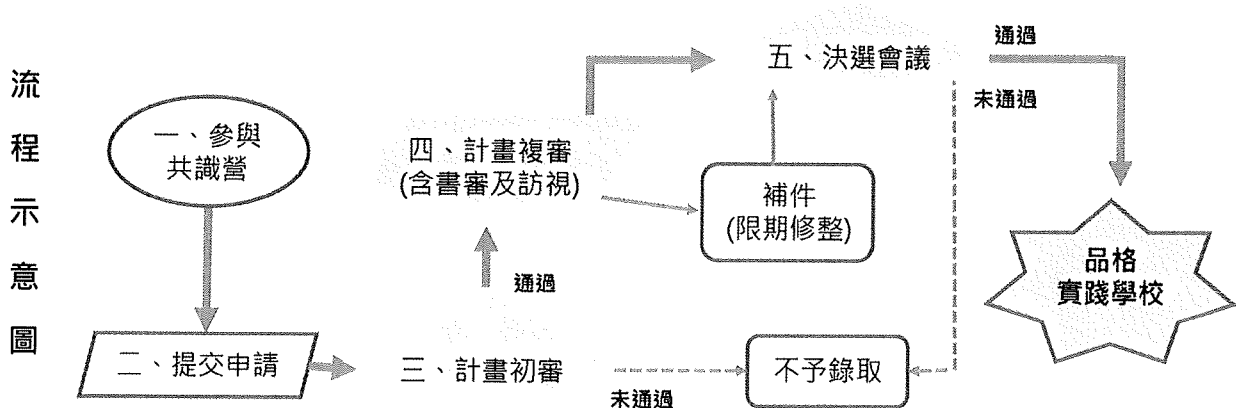 流程示意圖
一、參與
共識營
二、提交申請
三、計畫初審
通過
未通過
四、計畫複審
(含書審及訪視)
補件
(限期修整)
不予錄取
五、決選會議
通過
未通過
品格
實踐學校